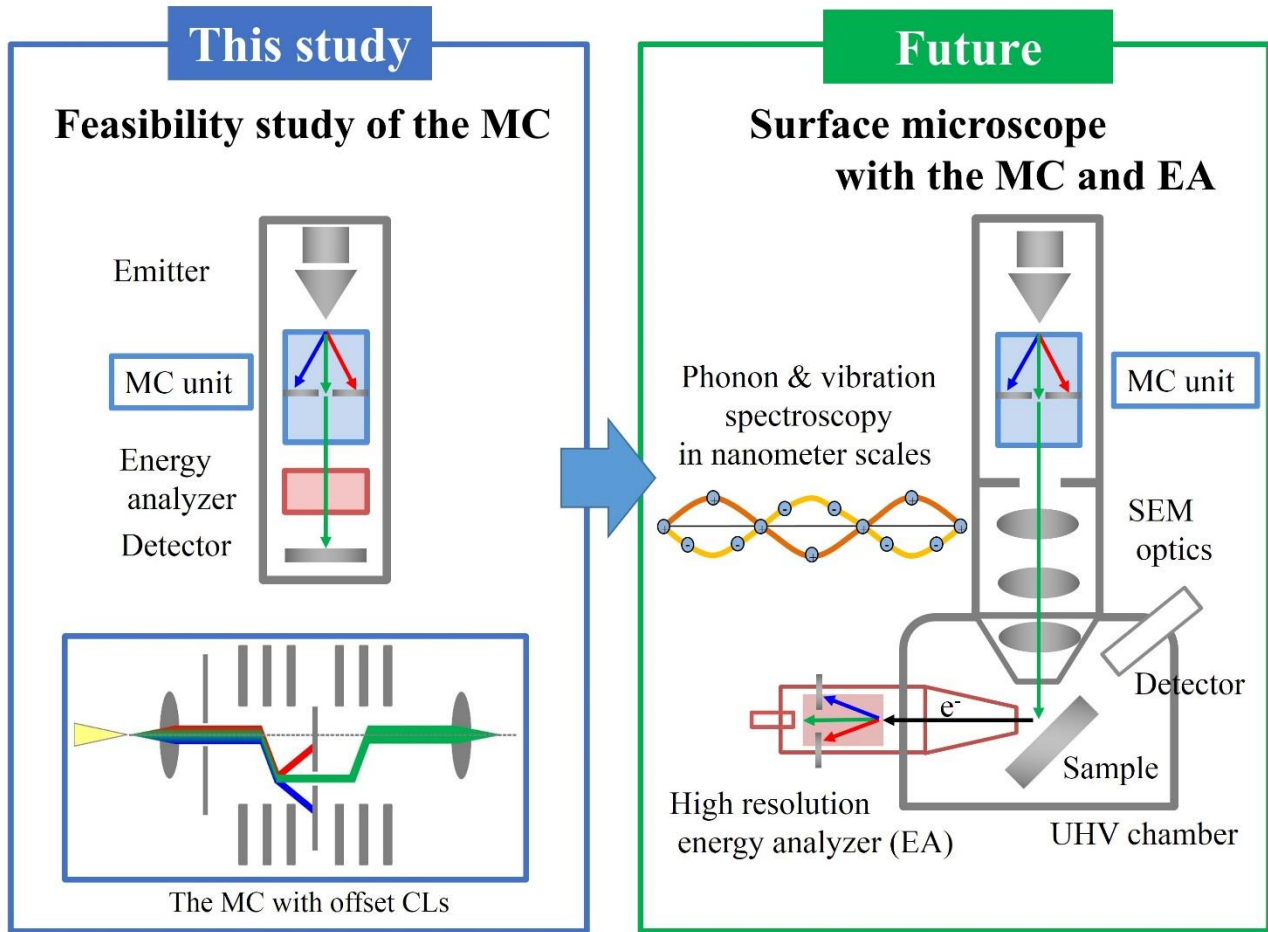 This study
Feasibility study of the MC
Emitter
MC unit
Energy
analyzer
Detector
The MC with offset CLs
Future
Surface microscope
with the MC and EA
Phonon & vibration
spectroscopy
in nanometer scales
+
-
+
-
+
-
+
-
+
-
+
-
+
MC unit
SEM
optics
Detector
e-
Sample
High resolution
energy analyzer (EA)
UHV chamber